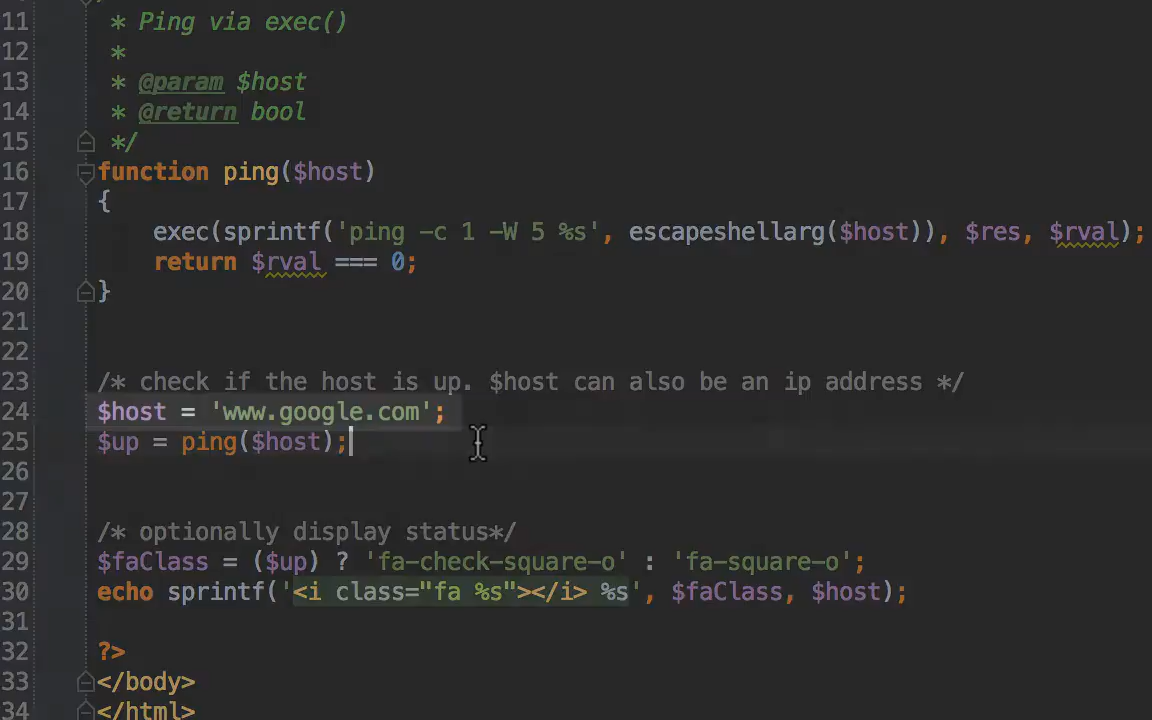 11 * Ping via exec()
12 *
13 * @param $host
14 * @return bool
15 */
16 function ping($host)
17 {
18 exec(sprintf('ping -c 1 -W 5 %s', escapeshellarg($host)), $res, $rval);
19 return $rval === 0;
20 }
21
22
23 /* check if the host is up. $host can also be an ip address */
24 $host = 'www.google.com';
25 $up = ping($host);
26
27
28 /* optionally display status*/
29 $faClass = ($up) ? 'fa-check-square-o' : 'fa-square-o';
30 echo sprintf('<i class="fa %s"></i> %s', $faClass, $host);
31
32 ?>
33 </body>
34 </html>